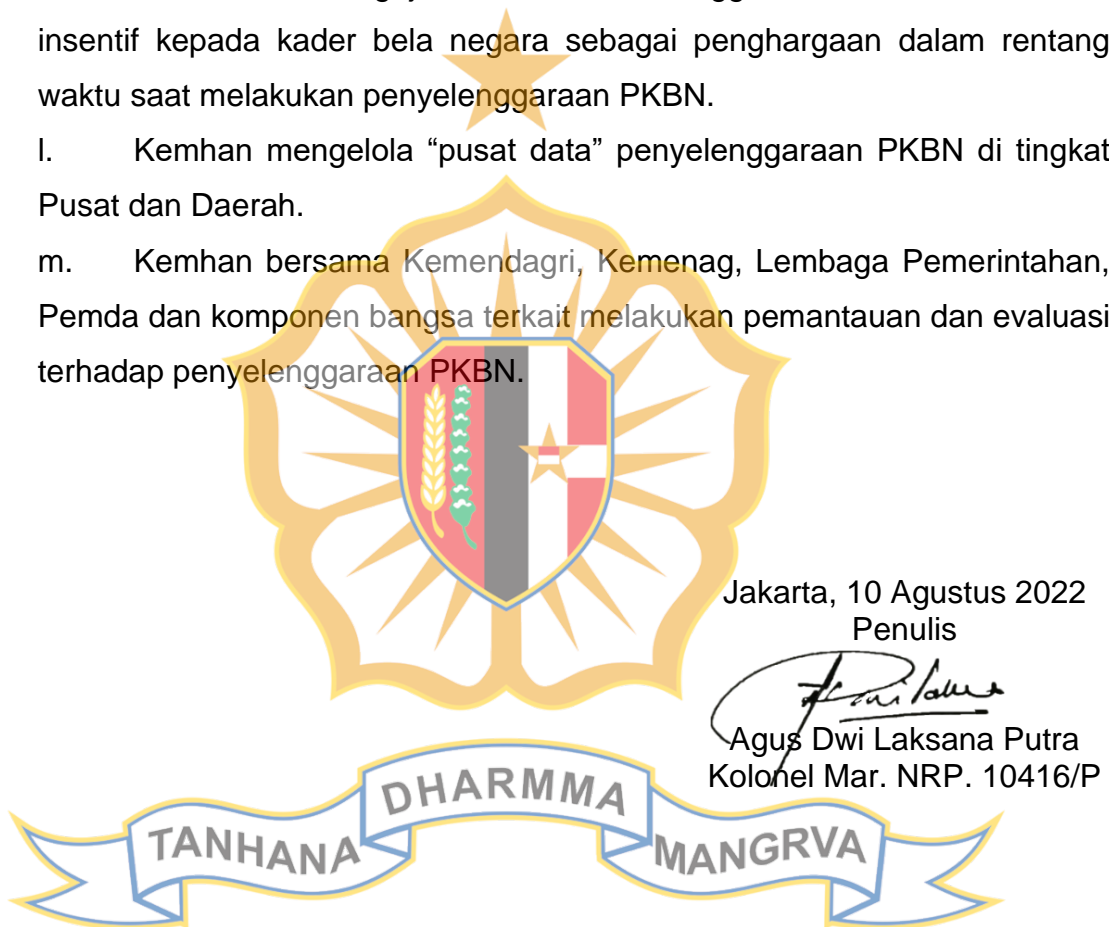 insentif kepada kader bela negara sebagai penghargaan dalam rentang
waktu saat melakukan penyelenggaraan PKBN.
l. Kemhan mengelola “pusat data” penyelenggaraan PKBN di tingkat
Pusat dan Daerah.
m. Kemhan bersama Kemendagri, Kemenag, Lembaga Pemerintahan,
Pemda dan komponen bangsa terkait melakukan pemantauan dan evaluasi
terhadap penyelenggaraan PKBN.
Jakarta, 10 Agustus 2022
Penulis
Agus Dwi Laksana Putra
Kolonel Mar. NRP. 10416/P
TANHANA DHARMMA MANGRVA